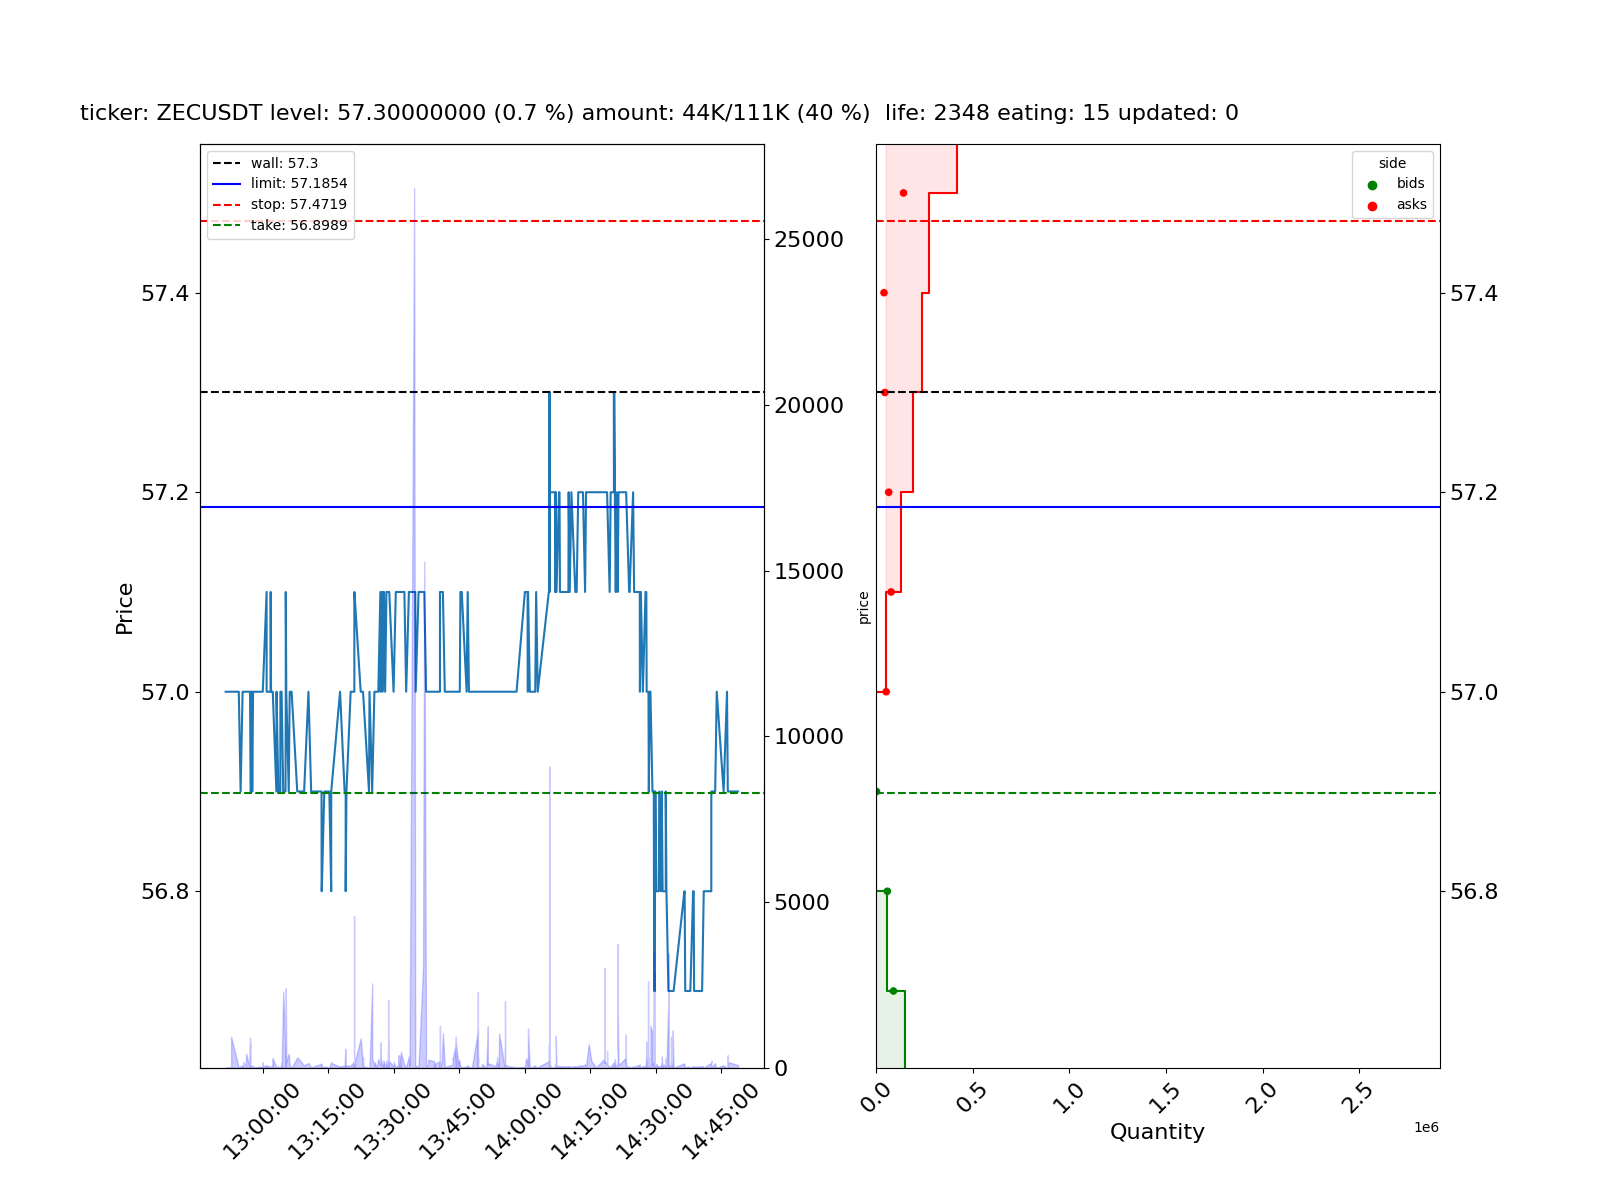 ticker: ZECUSDT level: 57.30000000 (0.7 %) amount: 44K/111K (40 %)  life: 2348 eating: 15 updated: 0
wall: 57.3
limit: 57.1854
stop: 57.4719
take: 56.8989
57.4
57.2
57.0
56.8
Price
25000
20000
15000
10000
5000
0
13:00:00
13:15:00
13:30:00
13:45:00
14:00:00
14:15:00
14:30:00
14:45:00
side
bids
asks
price
57.4
57.2
57.0
56.8
0.0
0.5
1.0
1.5
2.0
2.5
1e6
Quantity